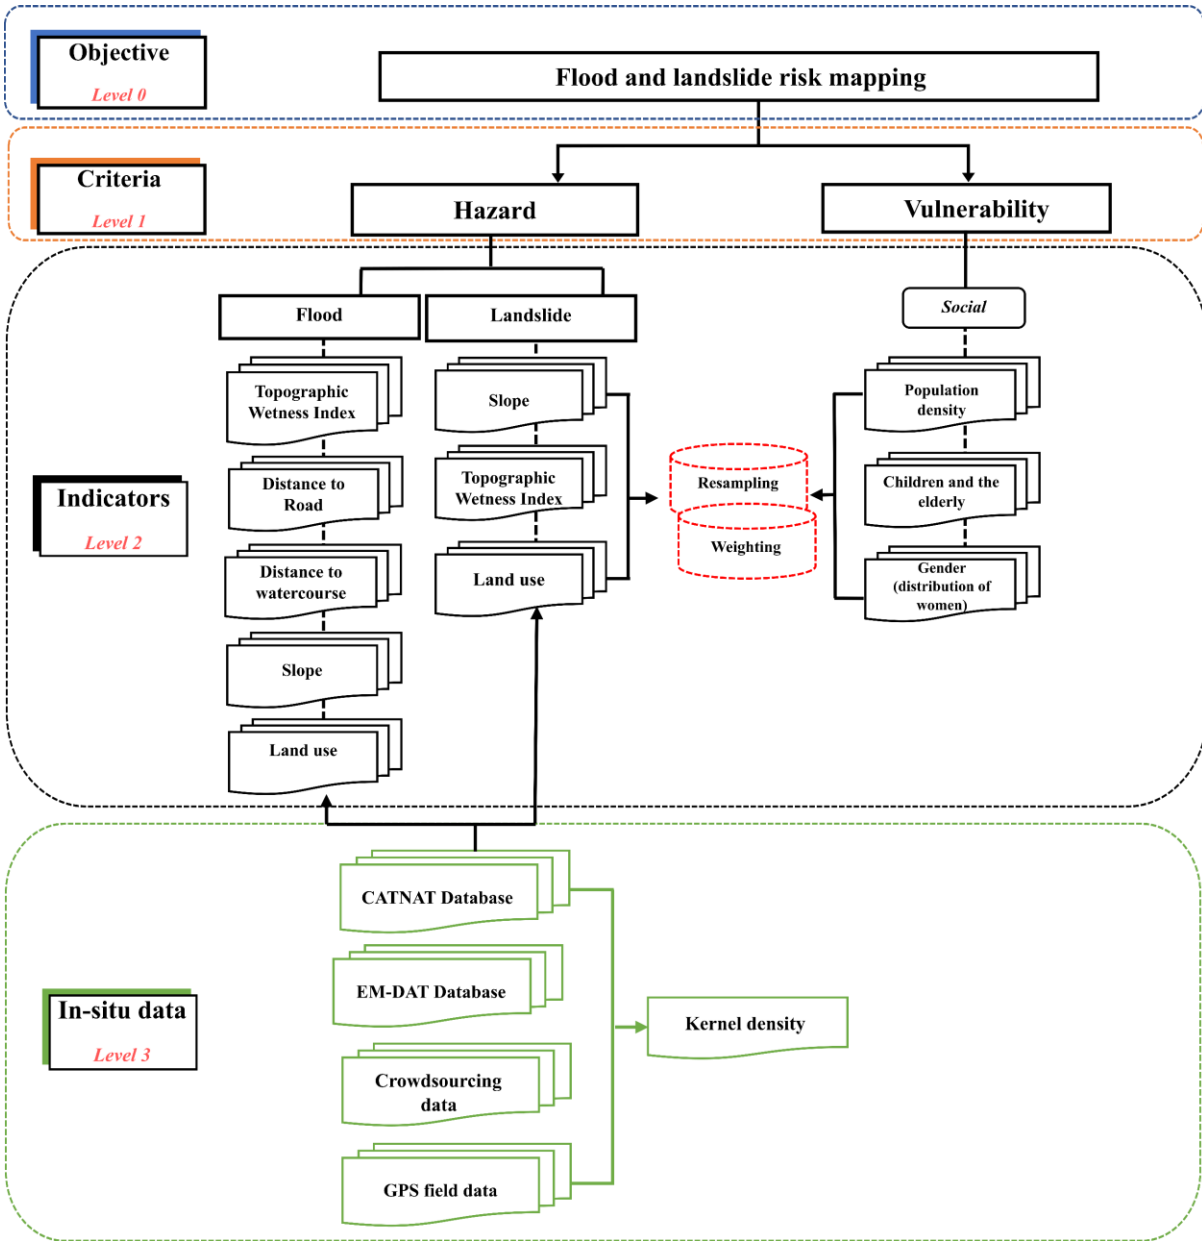 Objective
Level 0
Flood and landslide risk mapping
Criteria
Level 1
Hazard
Vulnerability
Flood
Landslide
Social
Topographic
Wetness Index
Slope
Population
density
Distance to
Road
Topographic
Wetness Index
Resampling
Children and the
elderly
Indicators
Level 2
Distance to
watercourse
Land use
Weighting
Gender
(distribution of
women)
Slope
Land use
CATNAT Database
In-situ data
Level 3
EM-DAT Database
Kernel density
Crowdsourcing
data
GPS field data